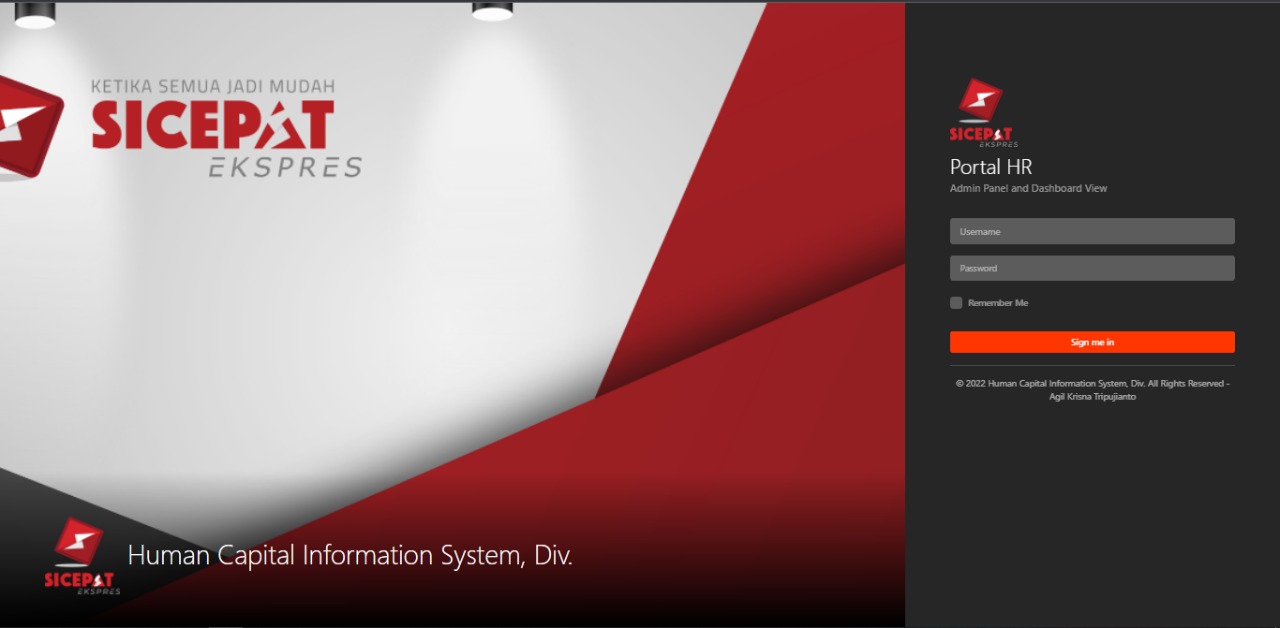 KETIKA SEMUA JADI MUDAH
SICEPAT
EKSPRES
SICEPAT
EKSPRES
Human Capital Information System, Div.
SICEPAT
EKSPRES
Portal HR
Admin Panel and Dashboard View
Username
Password
Remember Me
Sign me in
© 2022 Human Capital Information System, Div. All Rights Reserved -
Agil Krisna Tripujianto